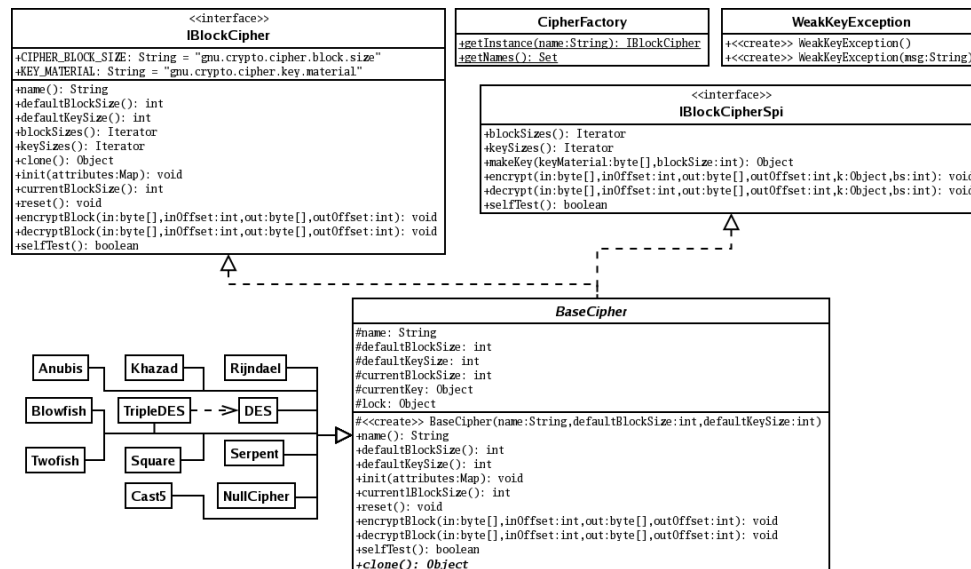 <<interface>>
IBlockCipher
+CIPHER_BLOCK_SIZE: String = "gnu.crypto.cipher.block.size"
+KEY_MATERIAL: String = "gnu.crypto.cipher.key.material"
+name(): String
+defaultBlockSize(): int
+defaultKeySize(): int
+blockSizes(): Iterator
+keySizes(): Iterator
+clone(): Object
+init(attributes:Map): void
+currentBlockSize(): int
+reset(): void
+encryptBlock(in:byte[],inOffset:int,out:byte[],outOffset:int): void
+decryptBlock(in:byte[],inOffset:int,out:byte[],outOffset:int): void
+selfTest(): boolean
CipherFactory
+getInstance(name:String): IBlockCipher
+getNames(): Set
WeakKeyException
+<<create>> WeakKeyException()
+<<create>> WeakKeyException(msg:String)
<<interface>>
IBlockCipherSpi
+blockSizes(): Iterator
+keySizes(): Iterator
+makeKey(keyMaterial:byte[],blockSize:int): Object
+encrypt(in:byte[],inOffset:int,out:byte[],outOffset:int,k:Object,bs:int): void
+decrypt(in:byte[],inOffset:int,out:byte[],outOffset:int,k:Object,bs:int): void
+selfTest(): boolean
BaseCipher
#name: String
#defaultBlockSize: int
#defaultKeySize: int
#currentBlockSize: int
#currentKey: Object
#lock: Object
#<<create>> BaseCipher(name:String,defaultBlockSize:int,defaultKeySize:int)
+name(): String
+defaultBlockSize(): int
+defaultKeySize(): int
+init(attributes:Map): void
+currentlBlockSize(): int
+reset(): void
+encryptBlock(in:byte[],inOffset:int,out:byte[],outOffset:int): void
+decryptBlock(in:byte[],inOffset:int,out:byte[],outOffset:int): void
+selfTest(): boolean
+clone(): Object
Anubis
Khazad
Rijndael
Blowfish
TripleDES
DES
Twofish
Square
Serpent
Cast5
NullCipher